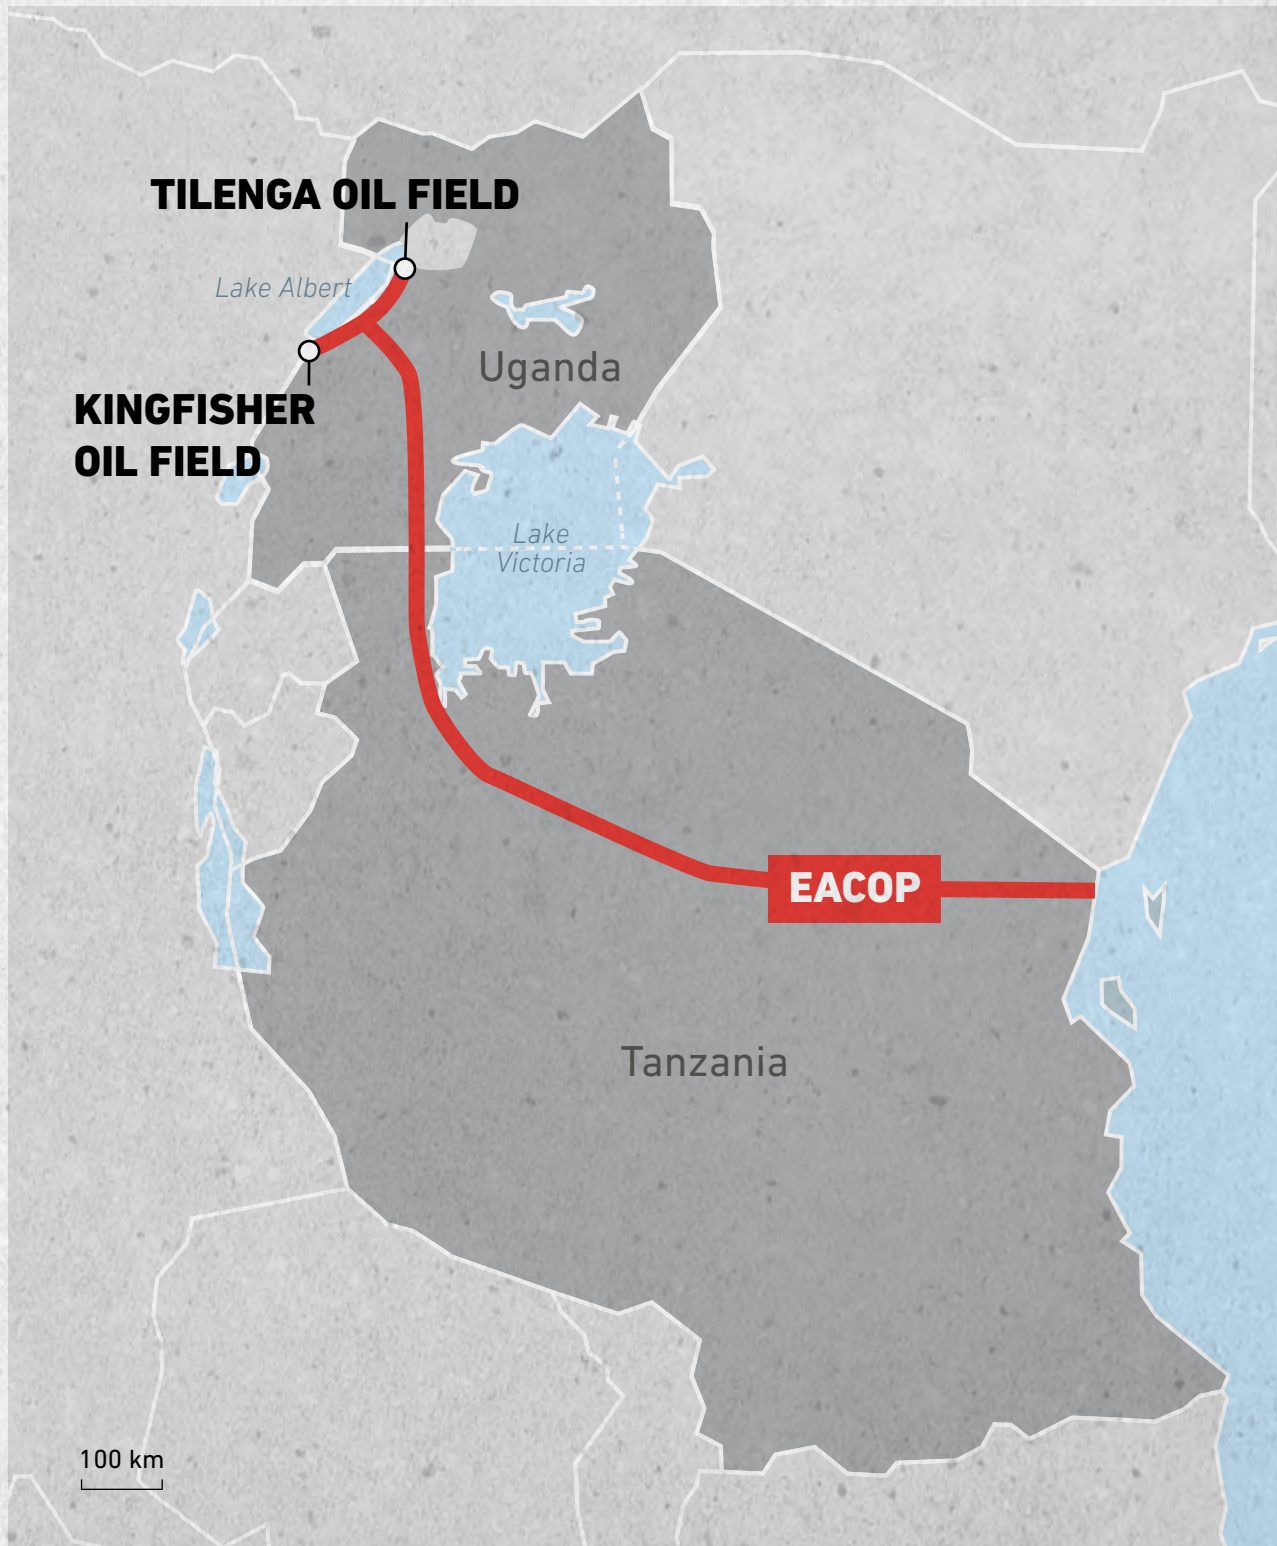 TILENGA OIL FIELD
Lake Albert
Uganda
KINGFISHER
OIL FIELD
Lake
Victoria
EACOP
Tanzania
100 km